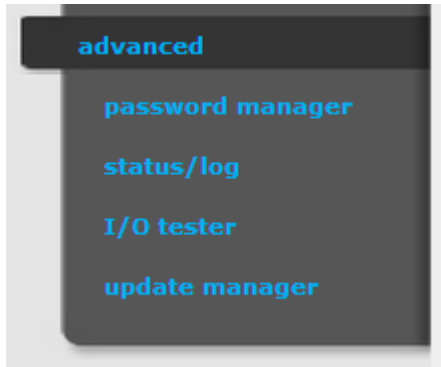 advanced
password manager
status/log
I/O tester
update manager